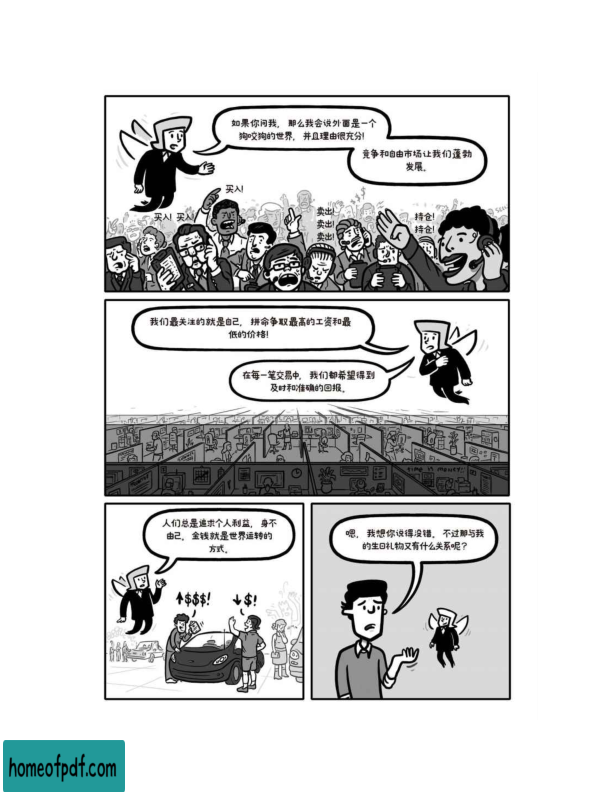 如果你问我， 那么我会说外面是一个
狗咬狗的世界， 并且理由很充分!
竞争和自由市场让我们蓬勃
发展。
买入!
买入! 买入!
卖出!
卖出!
卖出!
持仓!
持仓!
$
我们最关注的就是自己， 拼命争取最高的工资和最
低的价格!
在每一笔交易中， 我们都希望得到
及时和准确的回报。
TIME IS MONEY
人们总是追求个人利益， 身不
由己， 金钱就是世界运转的
方式。
↑$$$!
↓$!
嗯， 我想你说得没错， 不过那与我
的生日礼物又有什么关系呢？
homeofpdf.com